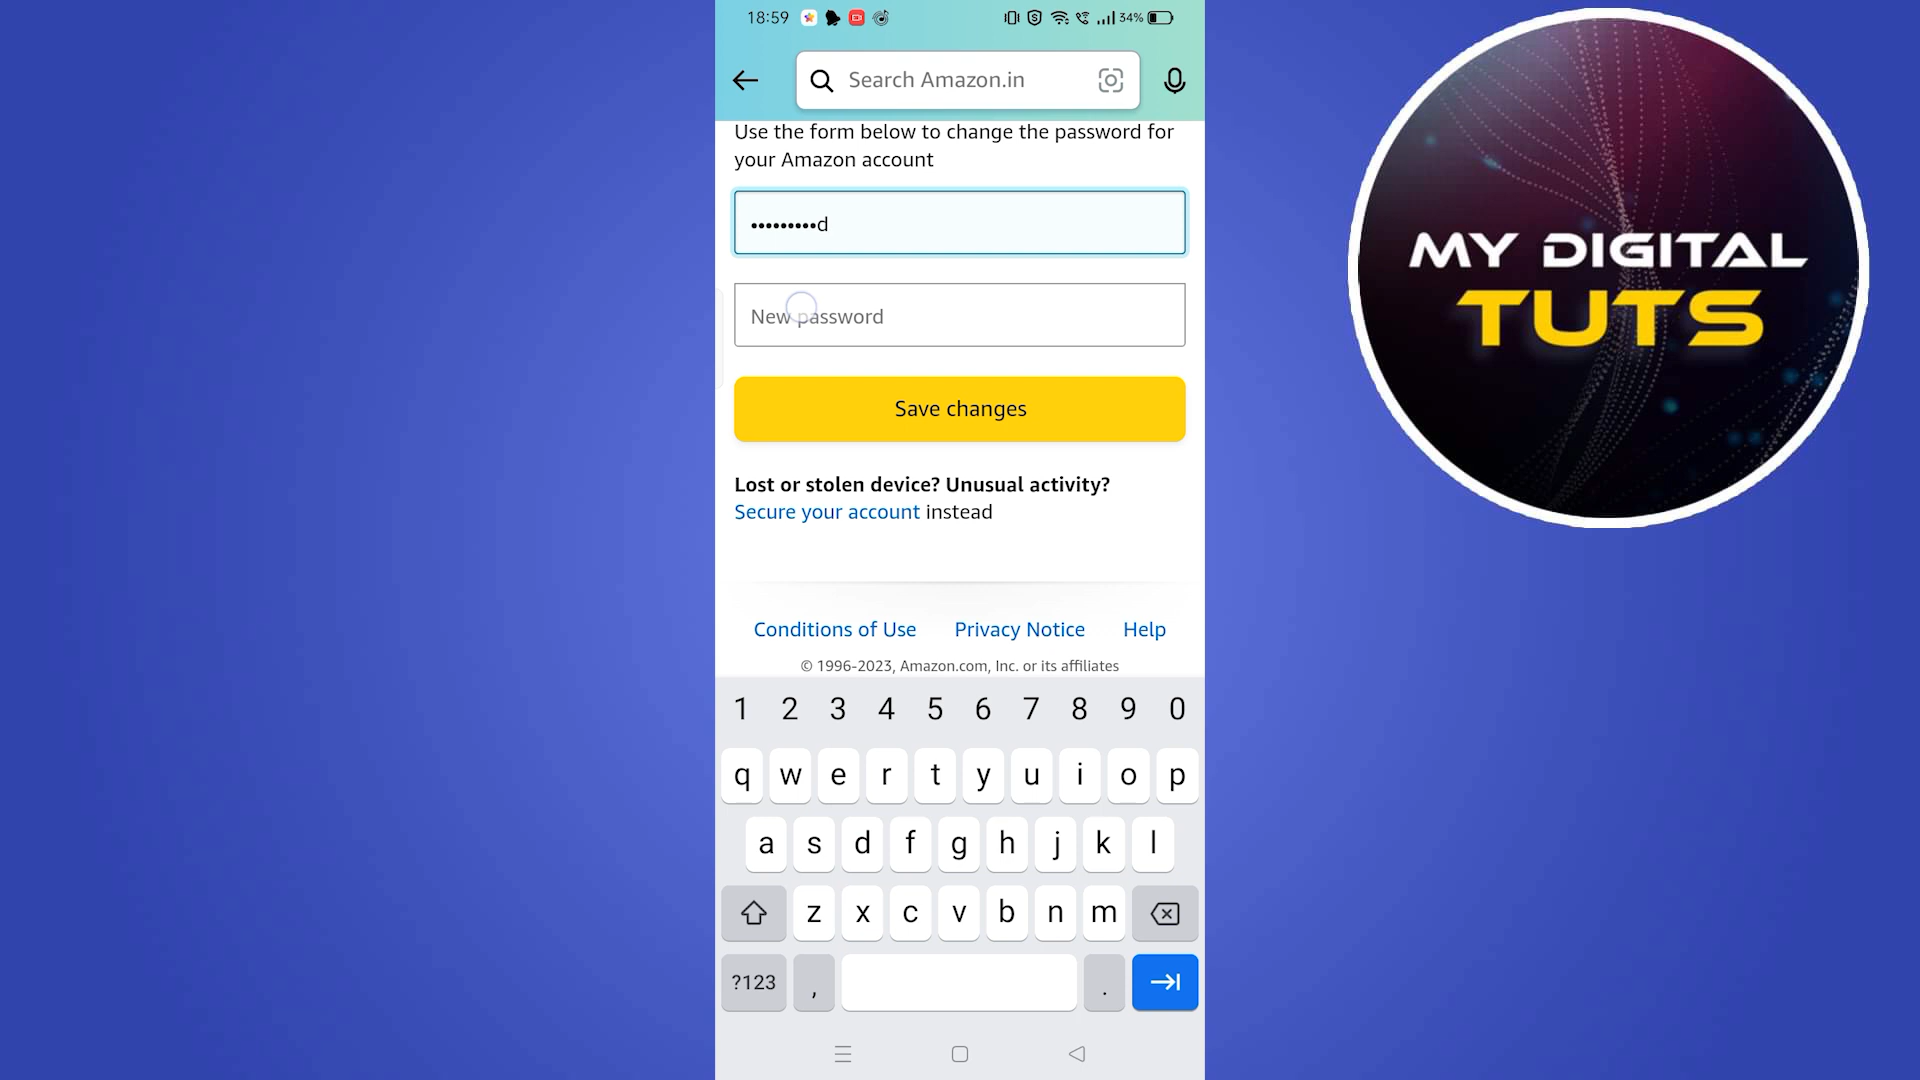 18:59
34%
Search Amazon.in
Use the form below to change the password for
your Amazon account
•••••••••d
New password
Save changes
Lost or stolen device? Unusual activity?
Secure your account instead
Conditions of Use Privacy Notice Help
© 1996-2023, Amazon.com, Inc. or its affiliates
1 2 3 4 5 6 7 8 9 0
q w e r t y u i o p
a s d f g h j k l
z x c v b n m
?123 , .
MY DIGITAL
TUTS